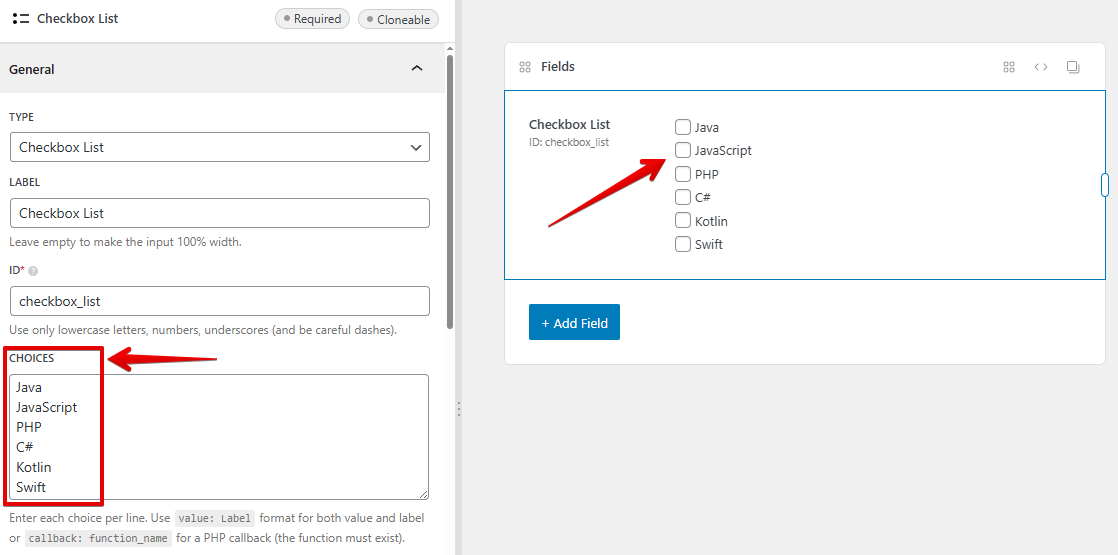 Checkbox List
Required
Cloneable
General
TYPE
Checkbox List
LABEL
Checkbox List
Leave empty to make the input 100% width.
ID*
checkbox_list
Use only lowercase letters, numbers, underscores (and be careful dashes).
CHOICES
Java
JavaScript
PHP
C#
Kotlin
Swift
Enter each choice per line. Use value: Label format for both value and label
or callback: function_name for a PHP callback (the function must exist).
Fields
Checkbox List
ID: checkbox_list
Java
JavaScript
PHP
C#
Kotlin
Swift
+ Add Field